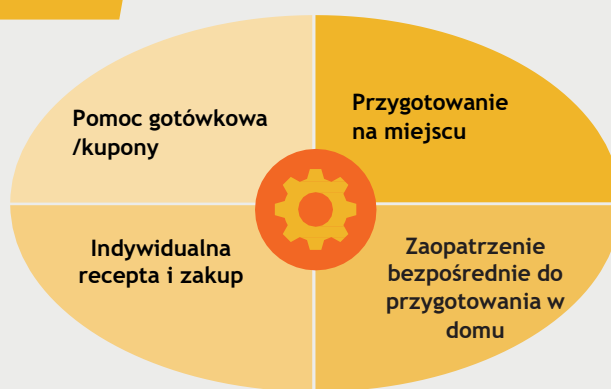 Pomoc gotówkowa
/kupony
Przygotowanie
na miejscu
Indywidualna
recepta i zakup
Zaopatrzenie
bezpośrednie do
przygotowania w
domu